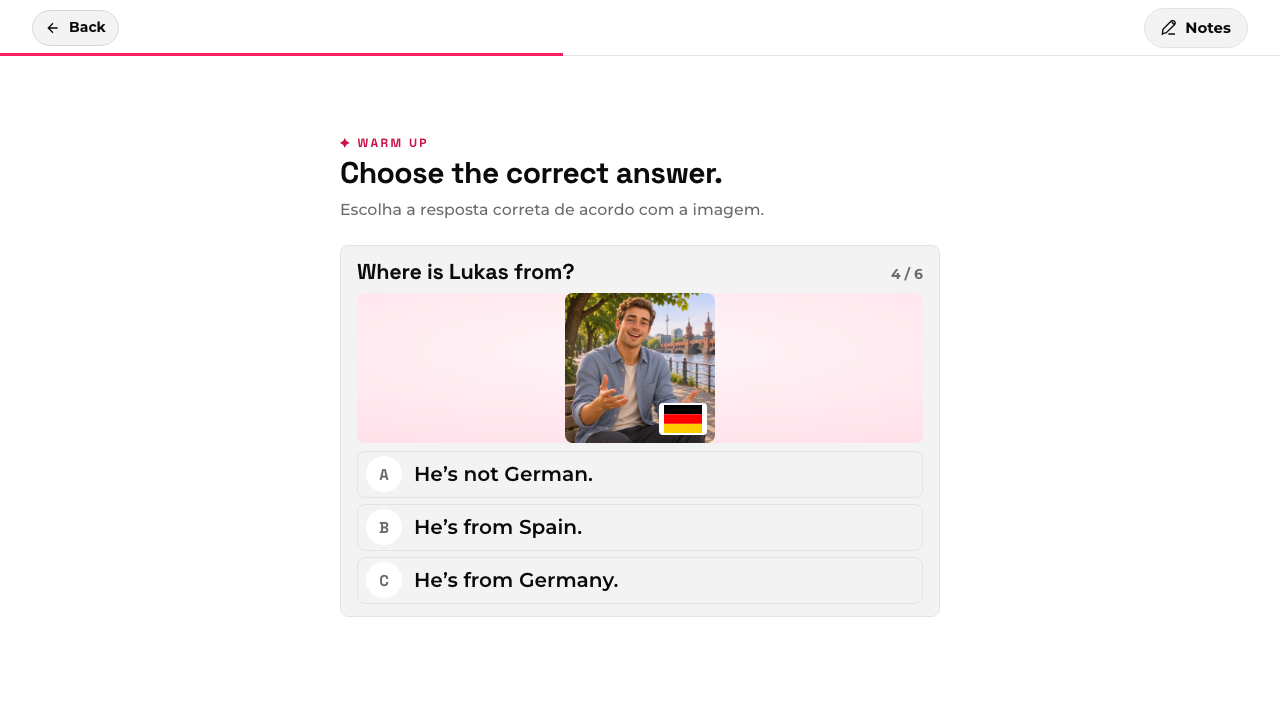 Back
Notes
WARM UP
Choose the correct answer.
Escolha a resposta correta de acordo com a imagem.
Where is Lukas from?
4 / 6
A He’s not German.
B He’s from Spain.
C He’s from Germany.